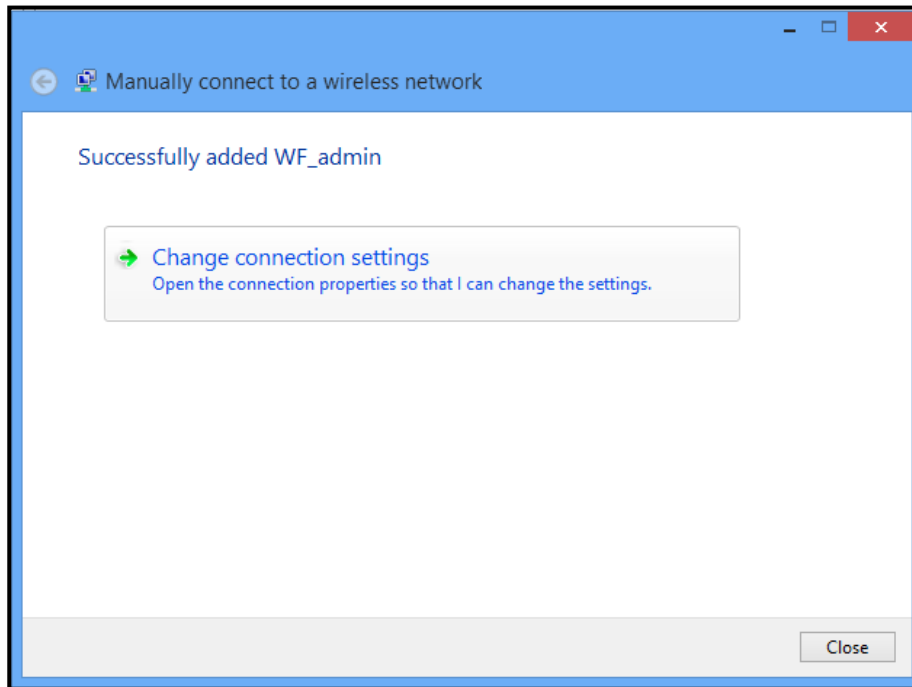 Manually connect to a wireless network
Successfully added WF_admin
Change connection settings
Open the connection properties so that I can change the settings.
Close